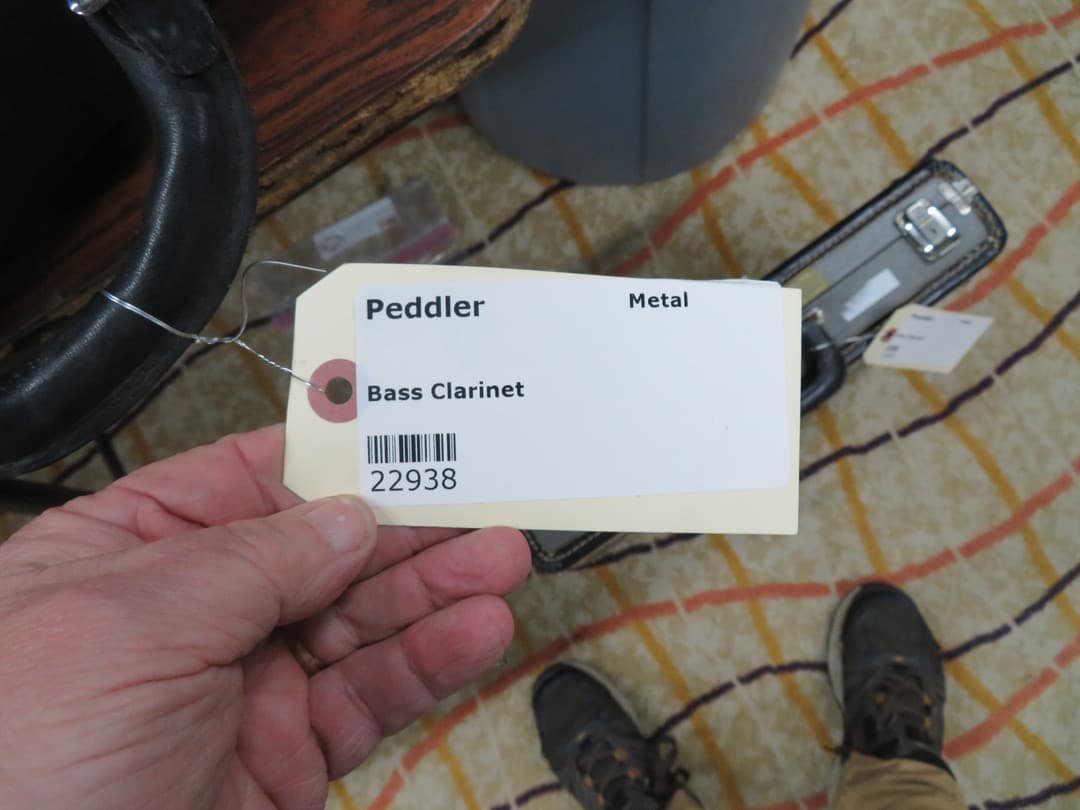 Peddler Metal
Bass Clarinet
22938